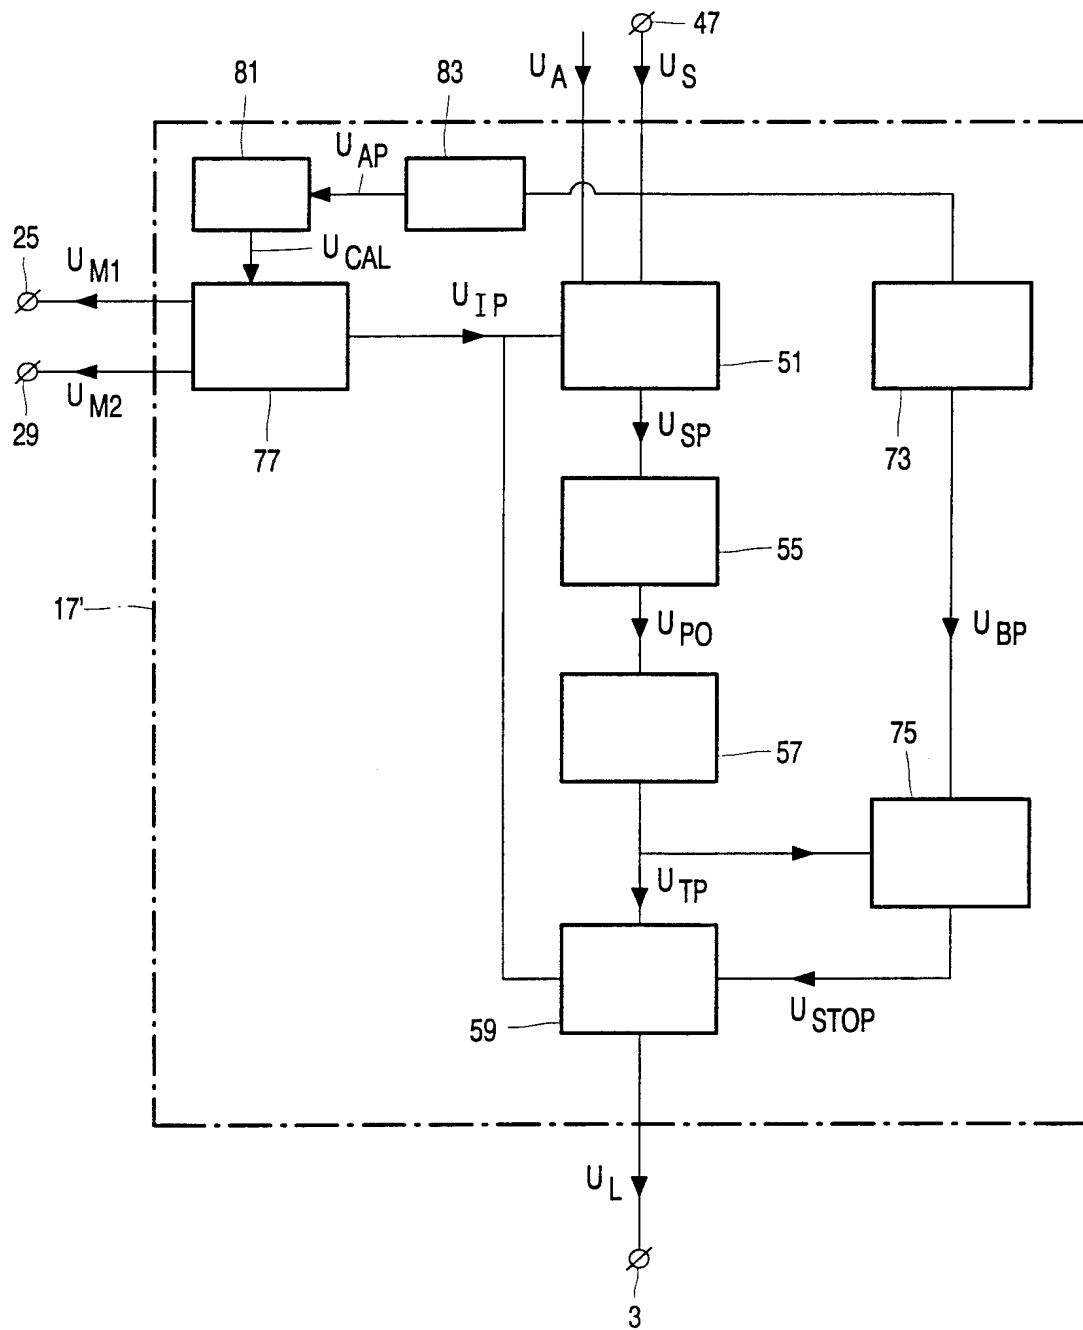 47
U_A
U_S
81
83
U_AP
U_CAL
25
U_M1
U_IP
51
U_M2
29
77
73
U_SP
55
17'
U_PO
U_BP
57
75
U_TP
59
U_STOP
U_L
3